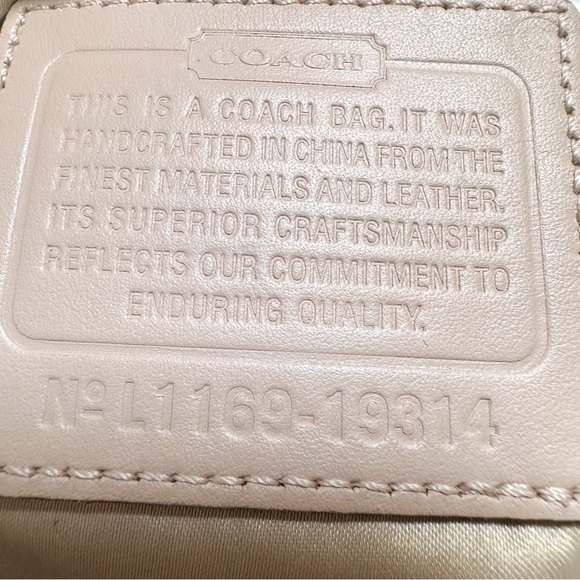 COACH
THIS IS A COACH BAG. IT WAS
HANDCRAFTED IN CHINA FROM THE
FINEST MATERIALS AND LEATHER.
ITS SUPERIOR CRAFTSMANSHIP
REFLECTS OUR COMMITMENT TO
ENDURING QUALITY.
Nº L1169-19314